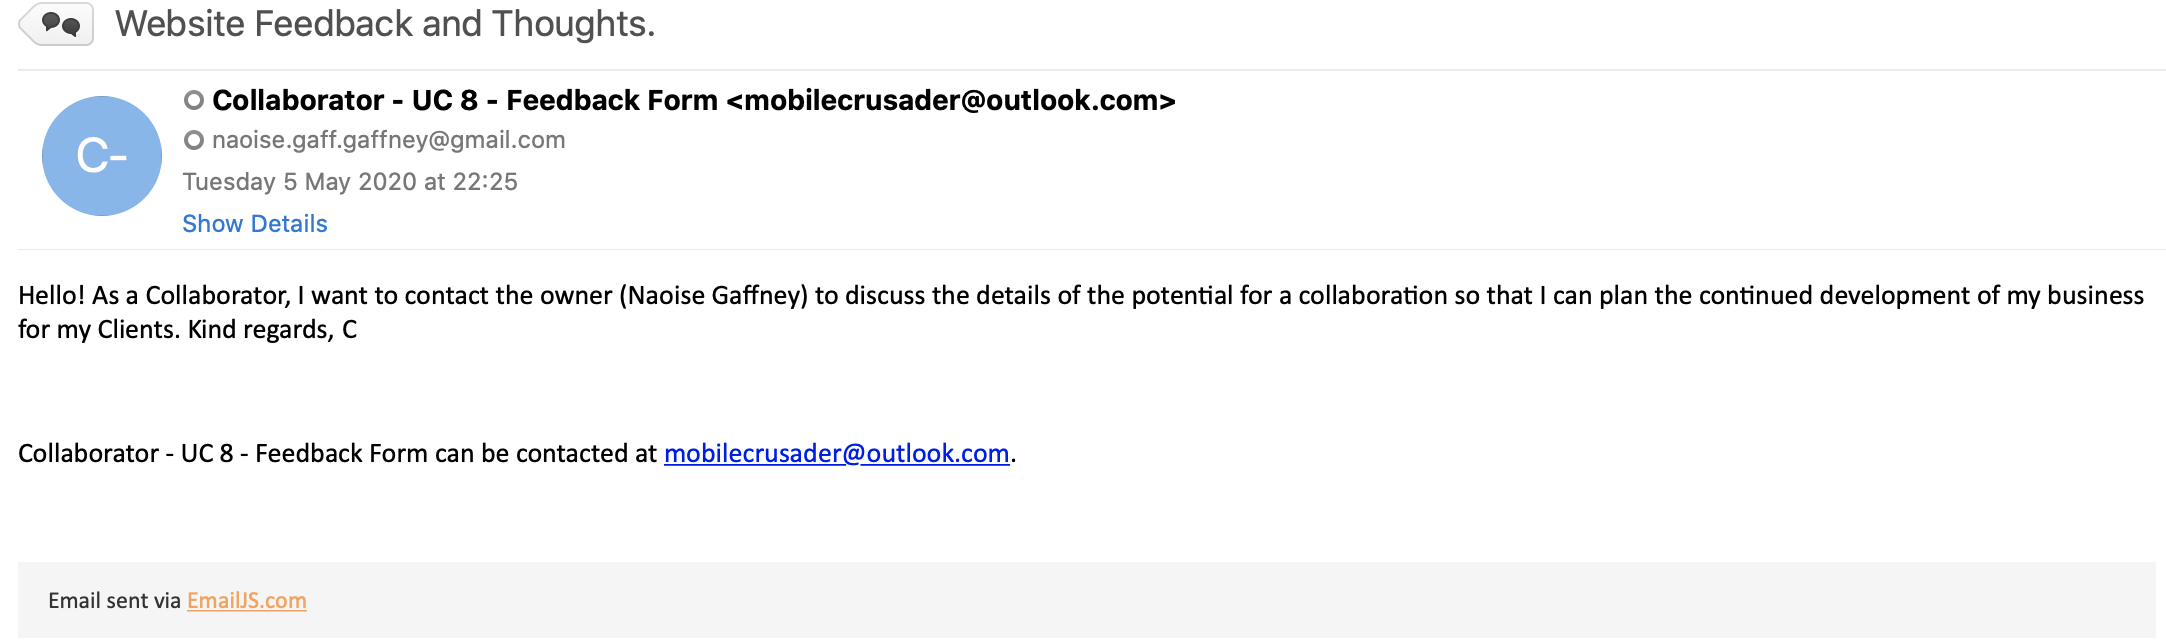 Website Feedback and Thoughts.
Collaborator - UC 8 - Feedback Form <mobilecrusader@outlook.com>
C-
naoise.gaff.gaffney@gmail.com
Tuesday 5 May 2020 at 22:25
Show Details
Hello! As a Collaborator, I want to contact the owner (Naoise Gaffney) to discuss the details of the potential for a collaboration so that I can plan the continued development of my business
for my Clients. Kind regards, C
Collaborator - UC 8 - Feedback Form can be contacted at mobilecrusader@outlook.com.
Email sent via EmailJS.com